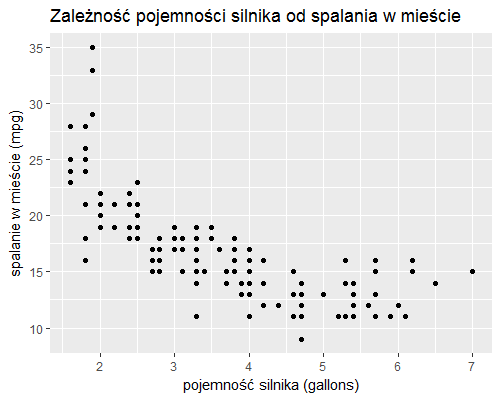 Zależność pojemności silnika od spalania w mieście
35
30
25
20
15
10
spalanie w mieście (mpg)
2 3 4 5 6 7
pojemność silnika (gallons)